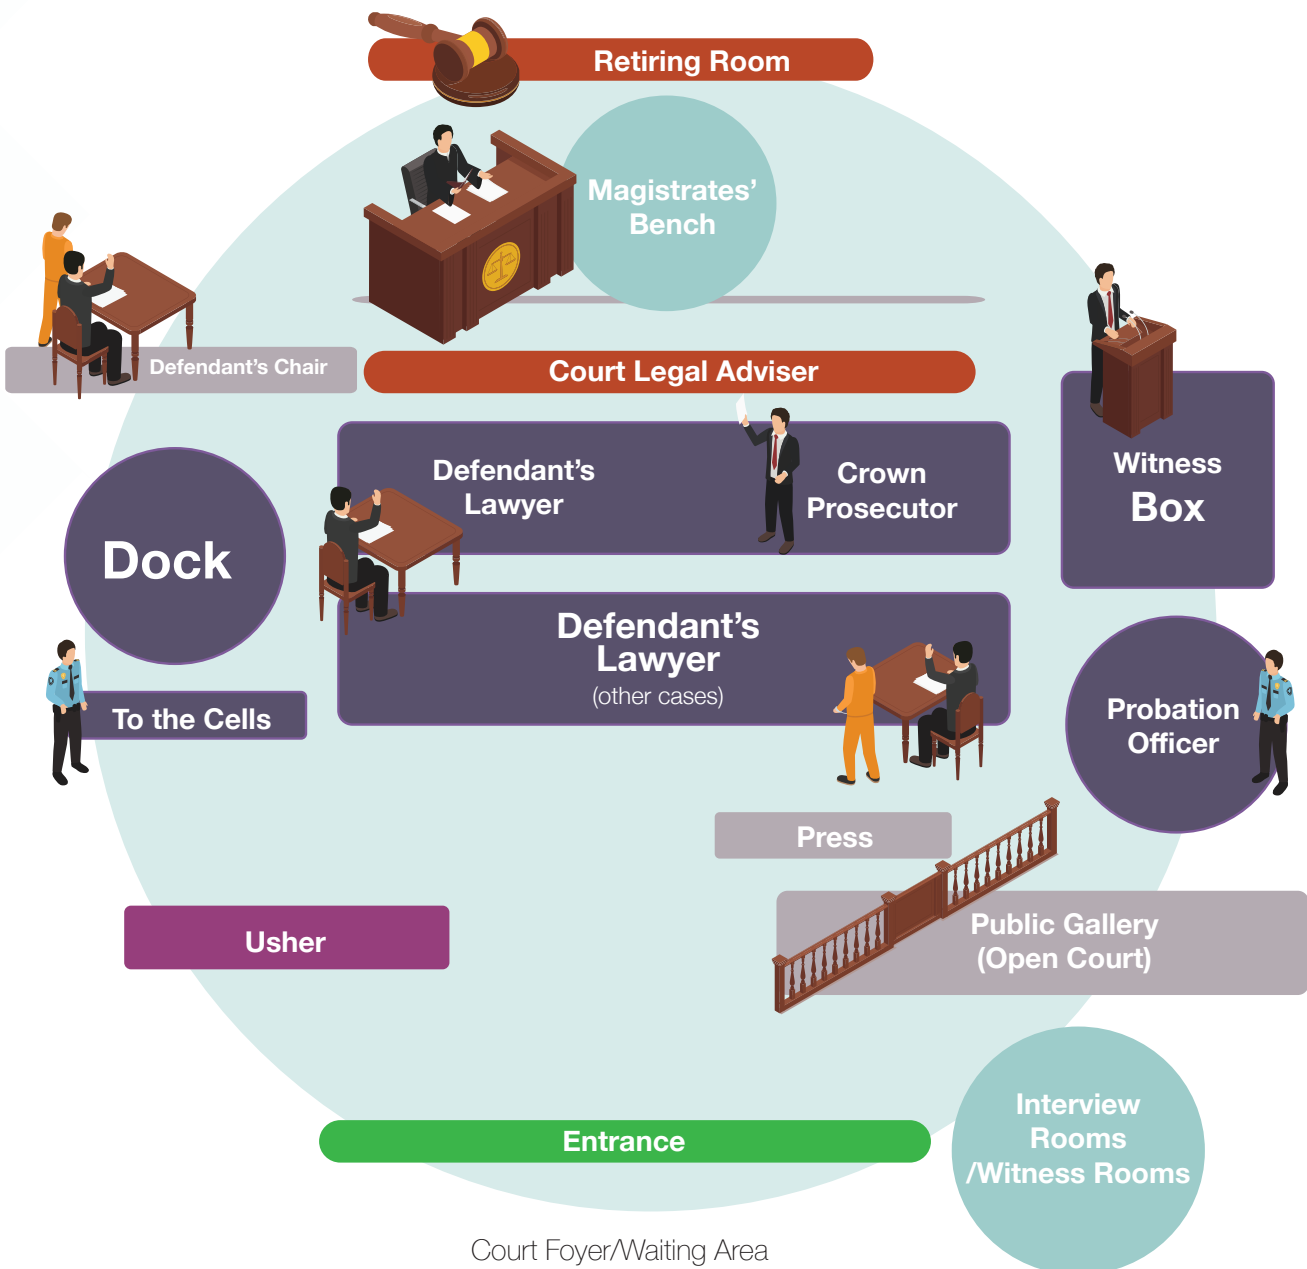 Retiring Room
Magistrates’
Bench
Defendant’s Chair
Court Legal Adviser
Defendant’s
Lawyer
Crown
Prosecutor
Witness
Box
Dock
Defendant’s
Lawyer
(other cases)
To the Cells
Probation
Officer
Press
Usher
Public Gallery
(Open Court)
Interview
Rooms
/Witness Rooms
Entrance
Court Foyer/Waiting Area